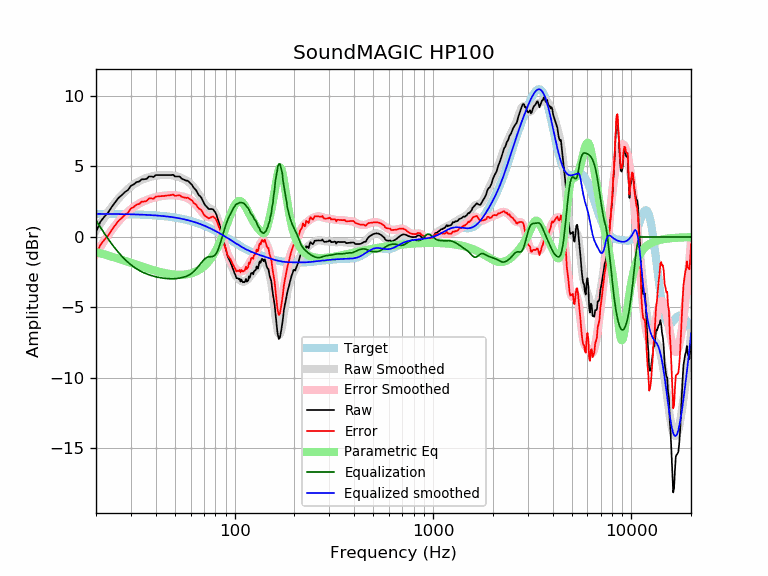 SoundMAGIC HP100
Amplitude (dBr)
10
5
0
−5
−10
−15
100
1000
10000
Frequency (Hz)
Target
Raw Smoothed
Error Smoothed
Raw
Error
Parametric Eq
Equalization
Equalized smoothed